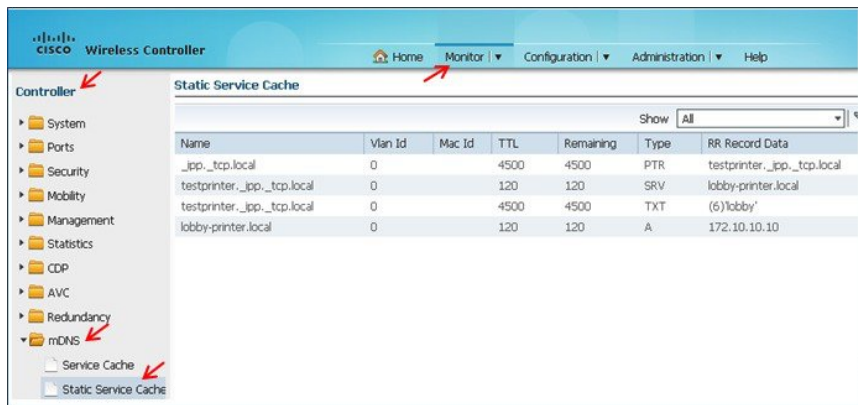 CISCO Wireless Controller
Home Monitor Configuration Administration Help
Controller
System
Ports
Security
Mobility
Management
Statistics
CDP
AVC
Redundancy
mDNS
Service Cache
Static Service Cache
Static Service Cache
Show All
Name Vlan Id Mac Id TTL Remaining Type RR Record Data
_ipp._tcp.local 0 4500 4500 PTR testprinter._ipp._tcp.local
testprinter._ipp._tcp.local 0 120 120 SRV lobby-printer.local
testprinter._ipp._tcp.local 0 4500 4500 TXT (6)'lobby'
lobby-printer.local 0 120 120 A 172.10.10.10